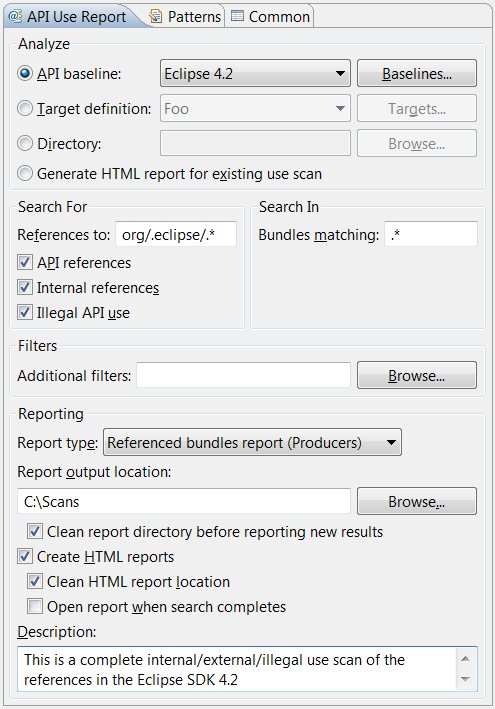 API Use Report Patterns Common
Analyze
API baseline: Eclipse 4.2 Baselines...
Target definition: Foo Targets...
Directory: Browse...
Generate HTML report for existing use scan
Search For Search In
References to: org/.eclipse/.* Bundles matching: .*
API references
Internal references
Illegal API use
Filters
Additional filters: Browse...
Reporting
Report type: Referenced bundles report (Producers)
Report output location:
C:\Scans Browse...
Clean report directory before reporting new results
Create HTML reports
Clean HTML report location
Open report when search completes
Description:
This is a complete internal/external/illegal use scan of the
references in the Eclipse SDK 4.2